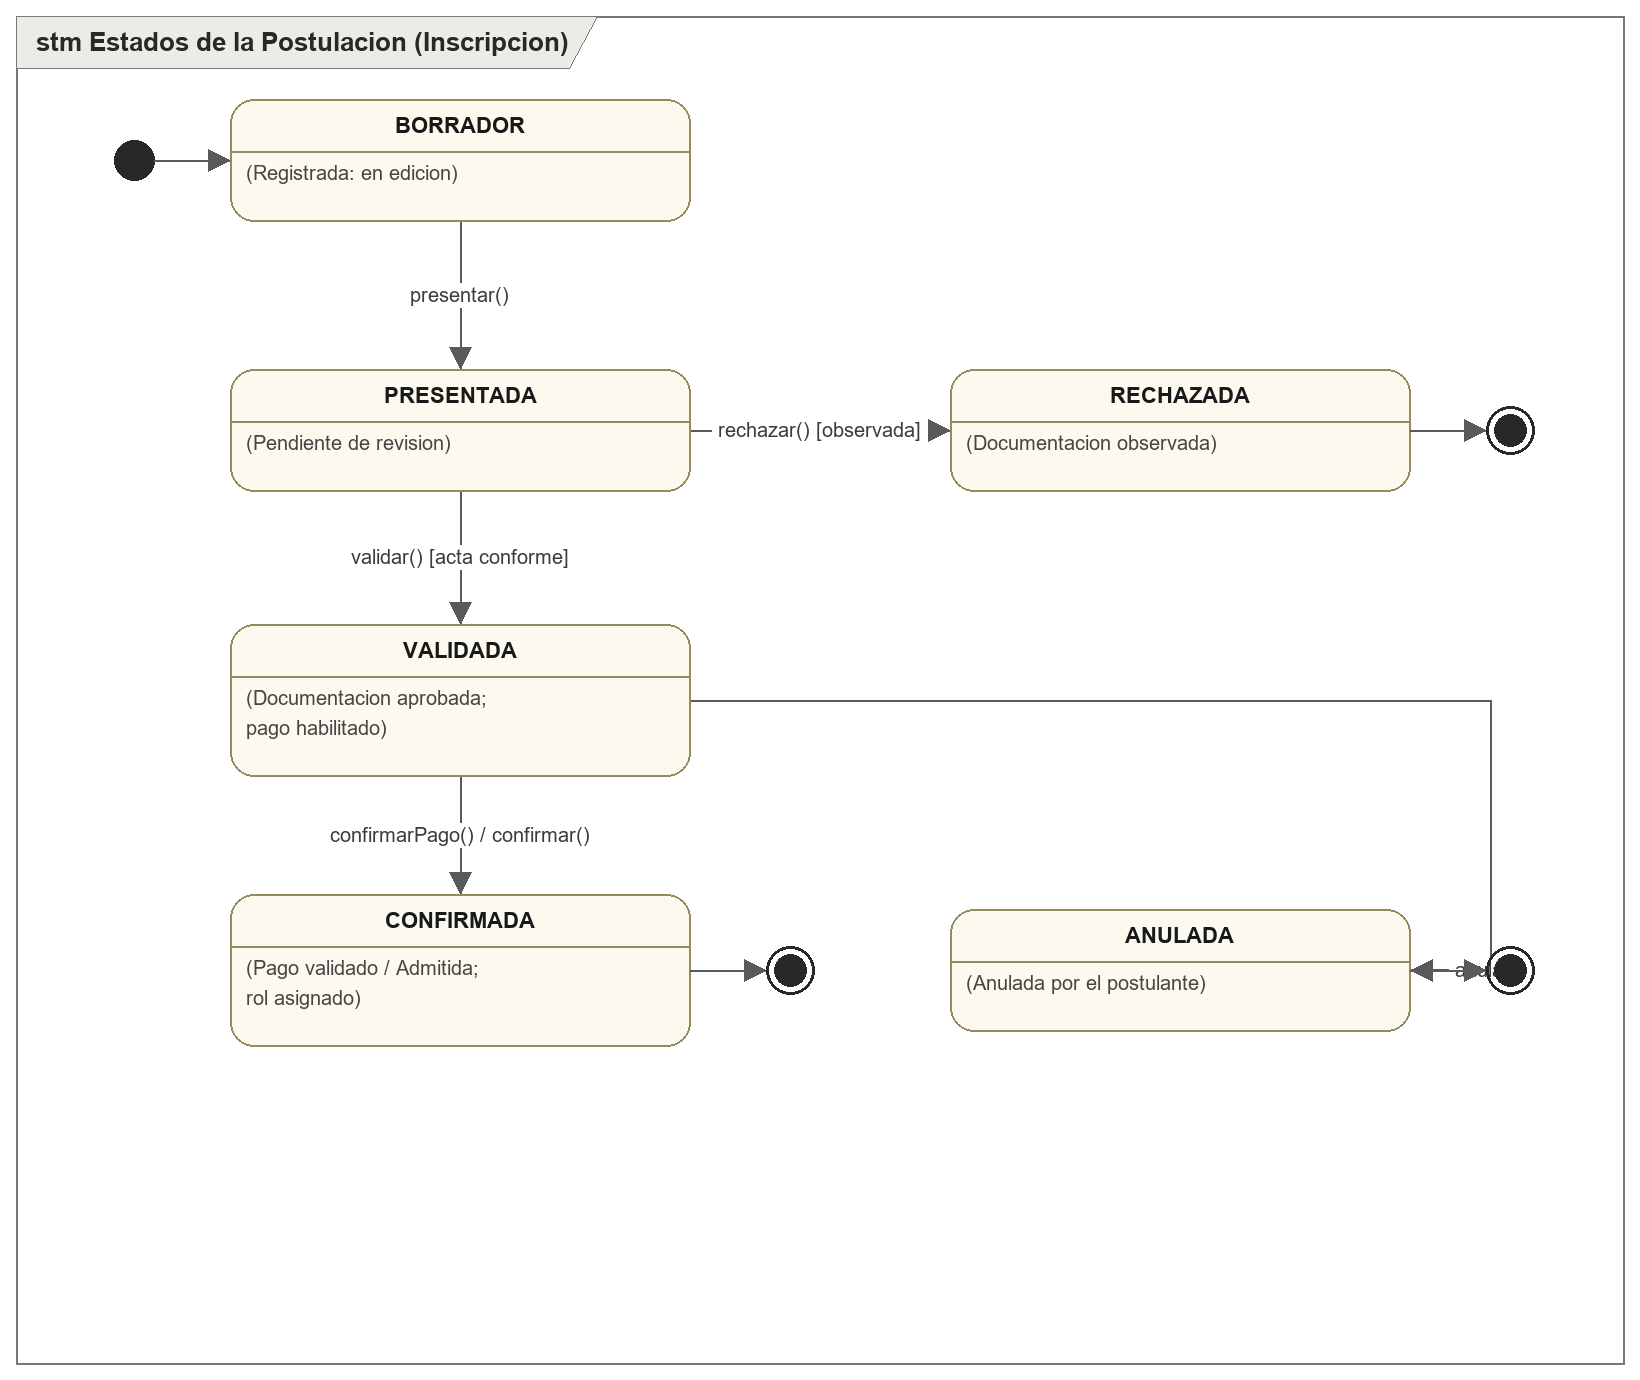 stm Estados de la Postulacion (Inscripcion)
BORRADOR
(Registrada: en edicion)
presentar()
PRESENTADA
(Pendiente de revision)
rechazar() [observada]
RECHAZADA
(Documentacion observada)
validar() [acta conforme]
VALIDADA
(Documentacion aprobada;
pago habilitado)
confirmarPago() / confirmar()
CONFIRMADA
(Pago validado / Admitida;
rol asignado)
ANULADA
(Anulada por el postulante)